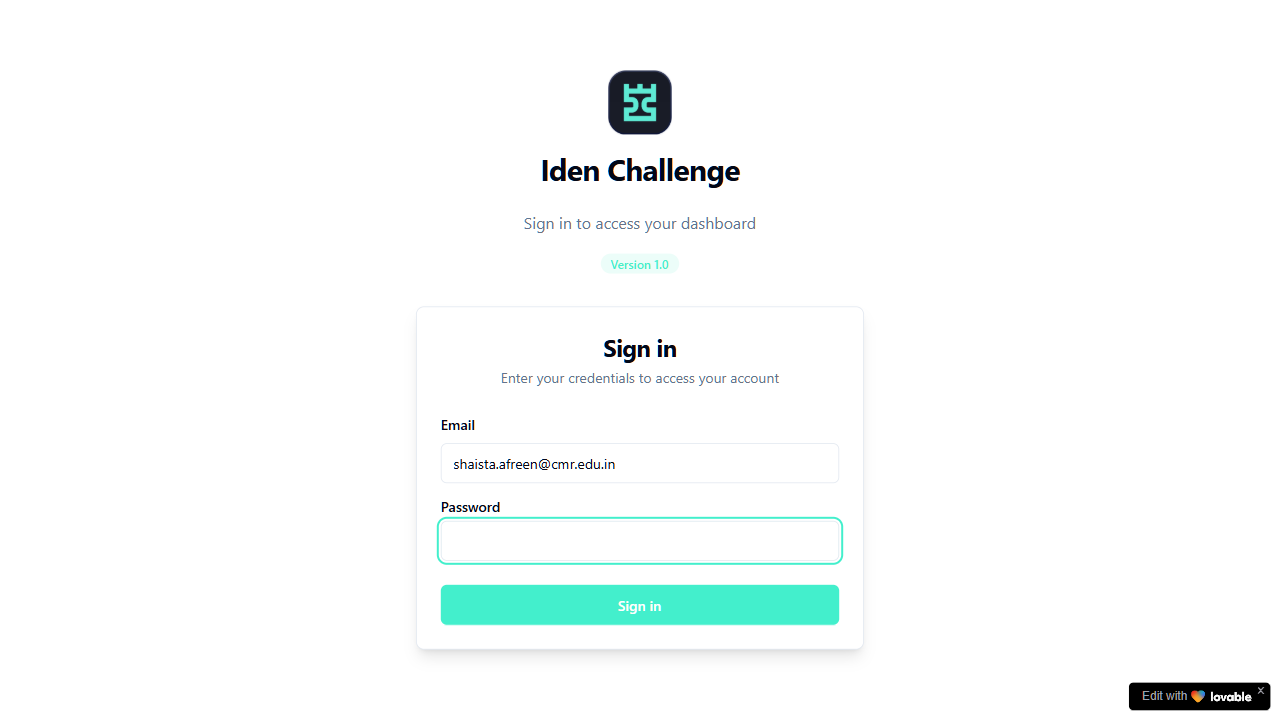 Iden Challenge
Sign in to access your dashboard
Version 1.0
Sign in
Enter your credentials to access your account
Email
shaista.afreen@cmr.edu.in
Password
Sign in
Edit with lovable x